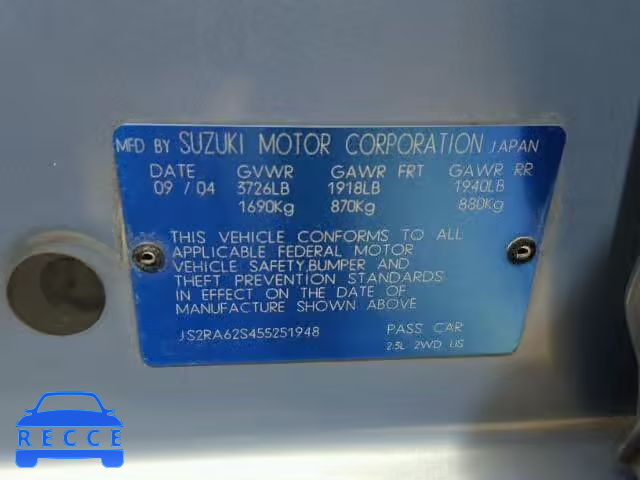 MFD BY SUZUKI MOTOR CORPORATION JAPAN
DATE GVWR GAWR FRT GAWR RR
09 / 04 3726LB 1918LB 1940LB
1690Kg 870Kg 880Kg
THIS VEHICLE CONFORMS TO ALL
APPLICABLE FEDERAL MOTOR
VEHICLE SAFETY,BUMPER AND
THEFT PREVENTION STANDARDS
IN EFFECT ON THE DATE OF
MANUFACTURE SHOWN ABOVE
JS2RA62S455251948 PASS CAR
2.3L 2WD US
RECCE